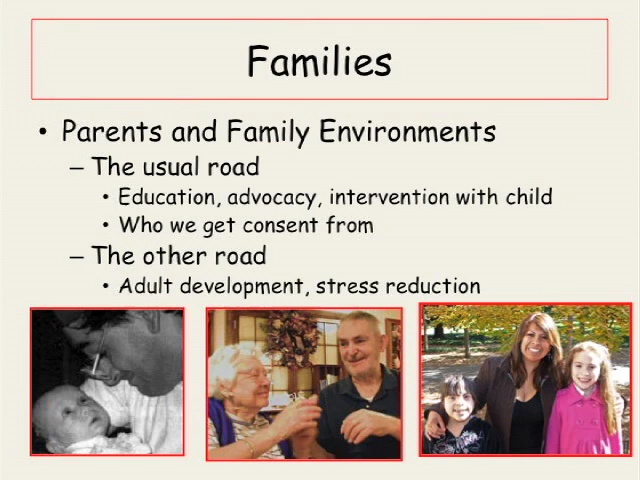 Families
• Parents and Family Environments
– The usual road
• Education, advocacy, intervention with child
• Who we get consent from
– The other road
• Adult development, stress reduction